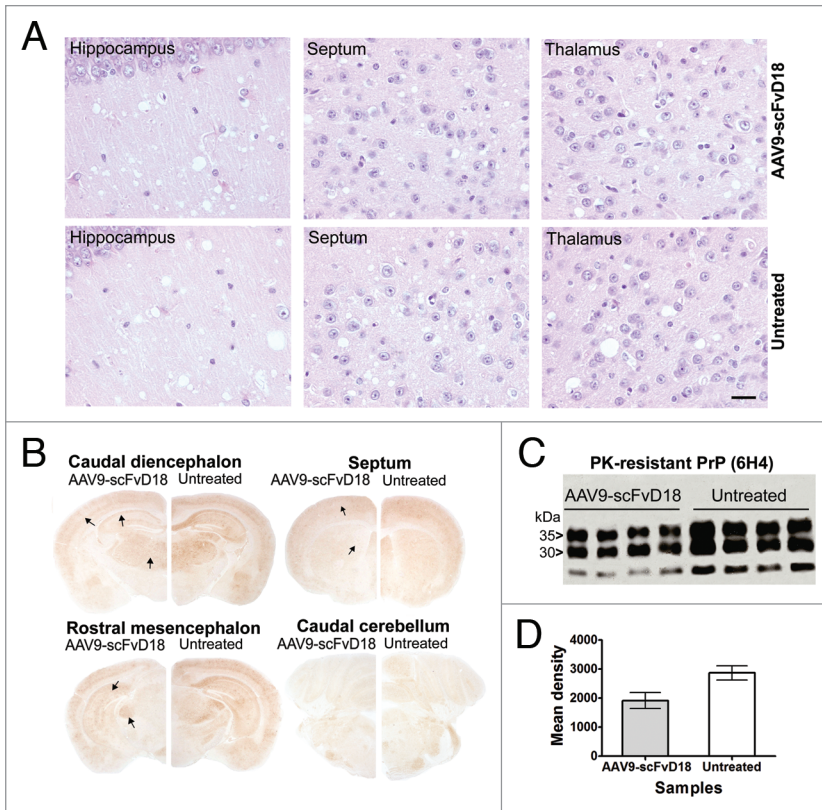 A
Hippocampus
Septum
Thalamus
AAV9-scFvD18
Hippocampus
Septum
Thalamus
Untreated
B
Caudal diencephalon
AAV9-scFvD18 Untreated
Septum
AAV9-scFvD18 Untreated
Rostral mesencephalon
AAV9-scFvD18 Untreated
Caudal cerebellum
AAV9-scFvD18 Untreated
C
PK-resistant PrP (6H4)
AAV9-scFvD18 Untreated
kDa
35>
30>
D
Mean density
4000
3000
2000
1000
0
AAV9-scFvD18 Untreated
Samples